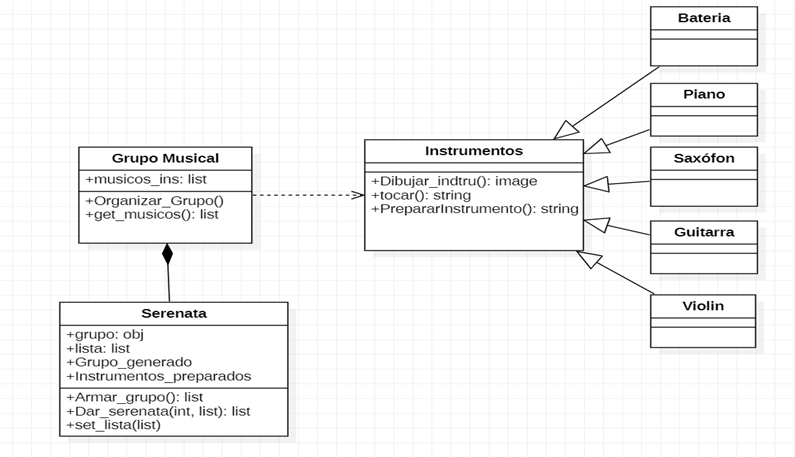 Bateria
Piano
Saxófon
Guitarra
Violin
Instrumentos
+Dibujar_indtru(): image
+tocar(): string
+PrepararInstrumento(): string
Grupo Musical
+musicos_ins: list
+Organizar_Grupo()
+get_musicos(): list
Serenata
+grupo: obj
+lista: list
+Grupo_generado
+Instrumentos_preparados
+Armar_grupo(): list
+Dar_serenata(int, list): list
+set_lista(list)